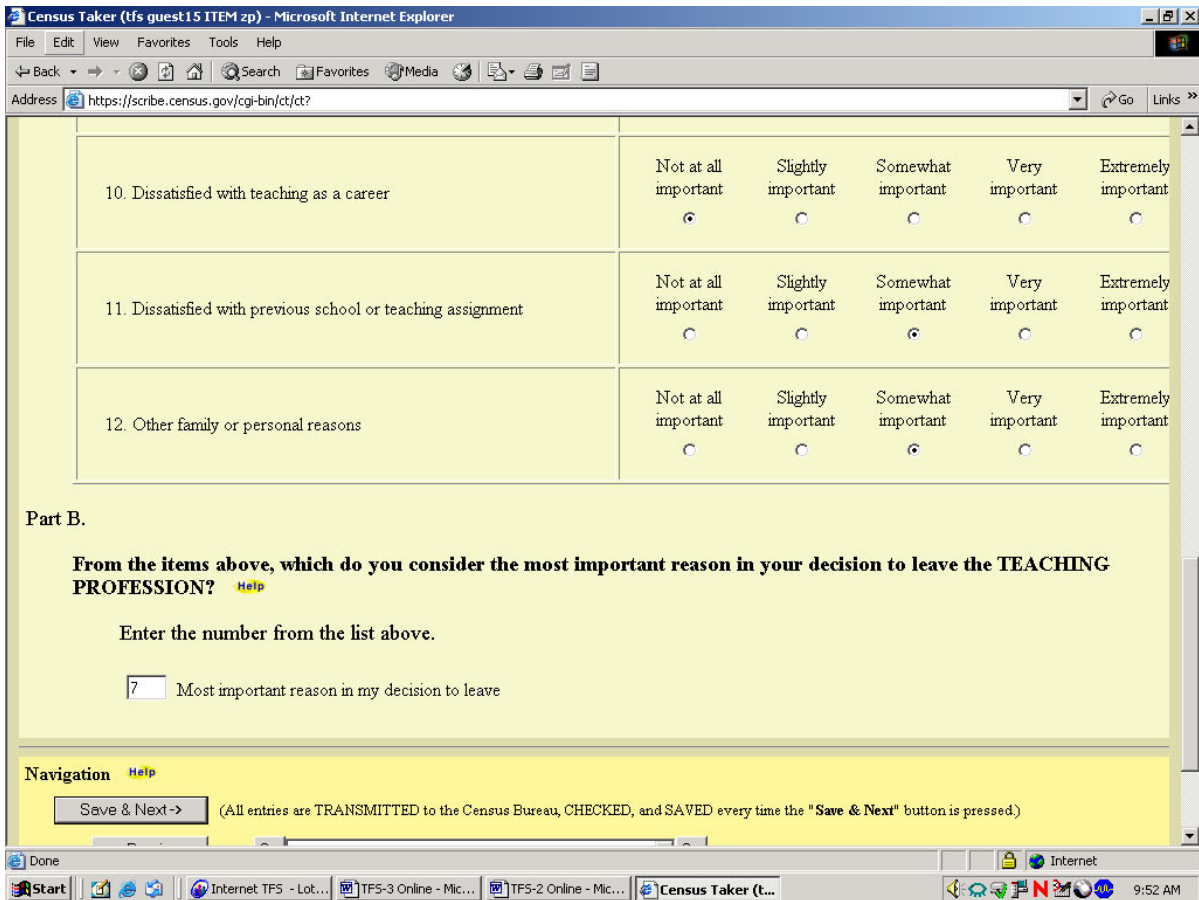 Census Taker (tfs guest15 ITEM zp) - Microsoft Internet Explorer
File Edit View Favorites Tools Help
Back Search Favorites Media
Address https://scribe.census.gov/cgi-bin/ct/ct? Go Links »
10. Dissatisfied with teaching as a career
Not at all important Slightly important Somewhat important Very important Extremely important
11. Dissatisfied with previous school or teaching assignment
Not at all important Slightly important Somewhat important Very important Extremely important
12. Other family or personal reasons
Not at all important Slightly important Somewhat important Very important Extremely important
Part B.
From the items above, which do you consider the most important reason in your decision to leave the TEACHING
PROFESSION? Help
Enter the number from the list above.
7 Most important reason in my decision to leave
Navigation Help
Save & Next-> (All entries are TRANSMITTED to the Census Bureau, CHECKED, and SAVED every time the "Save & Next" button is pressed.)
Done Internet
Start Internet TFS - Lot... TFS-3 Online - Mic... TFS-2 Online - Mic... Census Taker (t... 9:52 AM